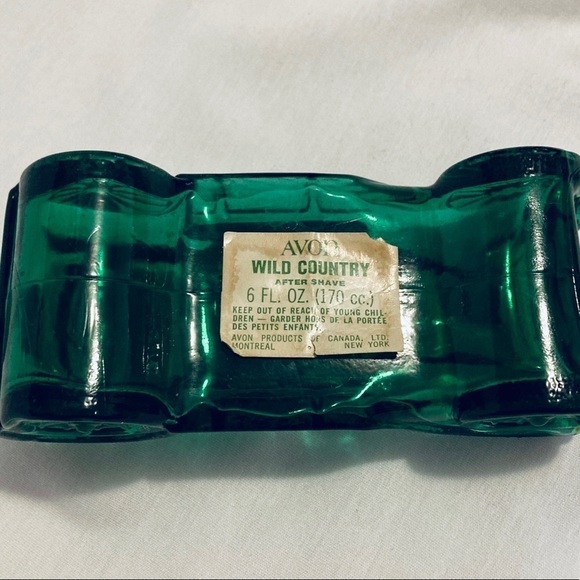 AVON
WILD COUNTRY
AFTER SHAVE
6 FL. OZ. (170 cc.)
KEEP OUT OF REACH OF YOUNG CHIL-
DREN — GARDER HORS DE LA PORTÉE
DES PETITS ENFANTS.
AVON PRODUCTS OF CANADA, LTD.
MONTREAL NEW YORK